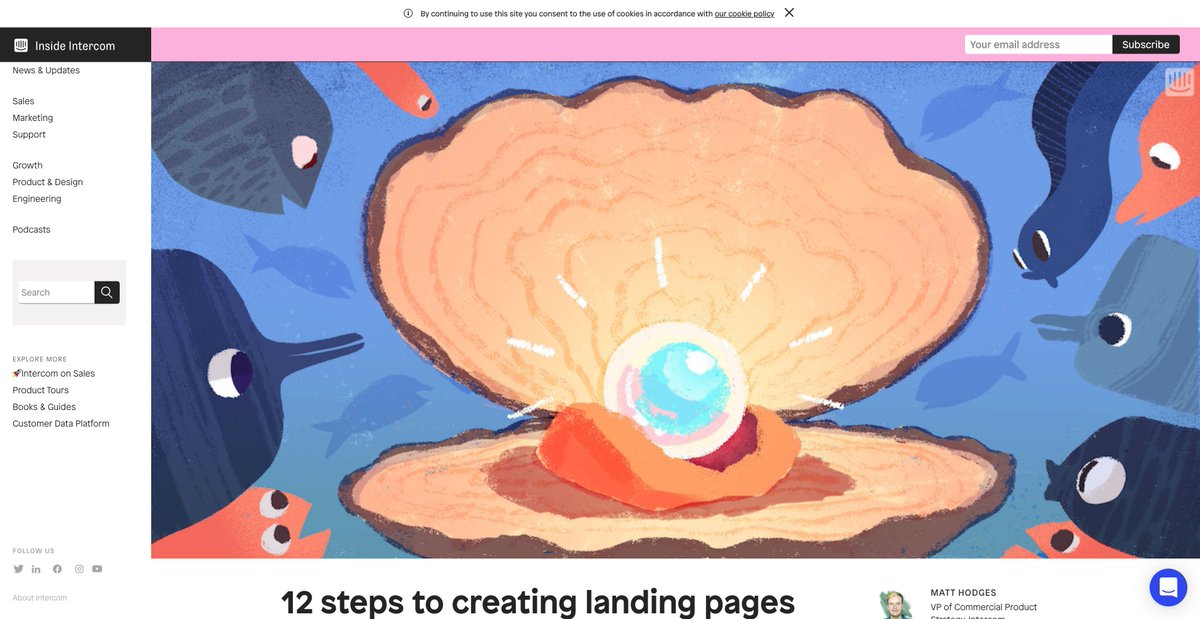 By continuing to use this site you consent to the use of cookies in accordance with our cookie policy
Inside Intercom
Your email address
Subscribe
News & Updates
Sales
Marketing
Support
Growth
Product & Design
Engineering
Podcasts
Search
EXPLORE MORE
🚀Intercom on Sales
Product Tours
Books & Guides
Customer Data Platform
FOLLOW US
About Intercom
12 steps to creating landing pages
MATT HODGES
VP of Commercial Product
Strategy, Intercom